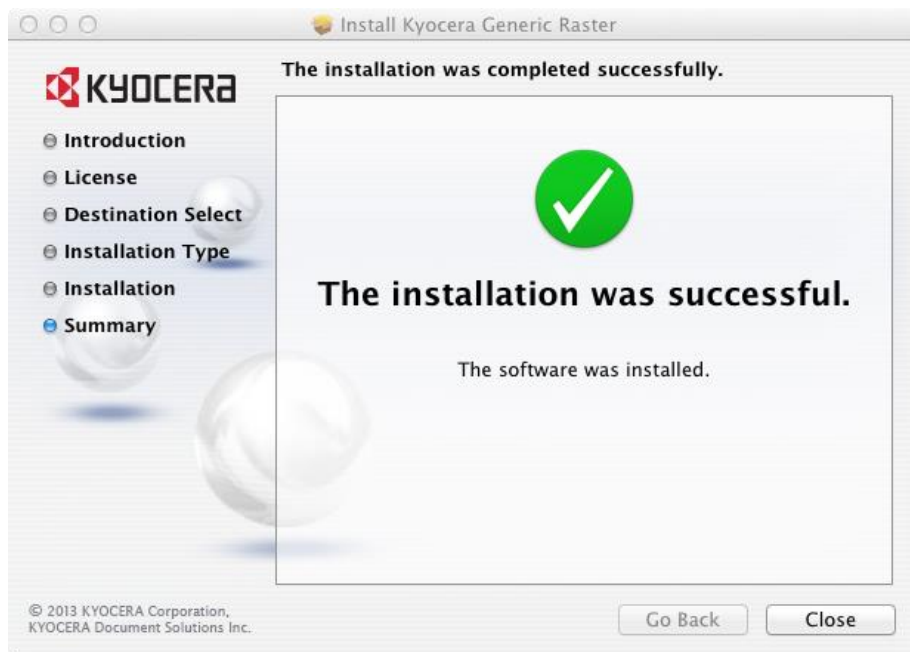 Install Kyocera Generic Raster
KYOCERA
The installation was completed successfully.
Introduction
License
Destination Select
Installation Type
Installation
Summary
The installation was successful.
The software was installed.
© 2013 KYOCERA Corporation,
KYOCERA Document Solutions Inc.
Go Back
Close